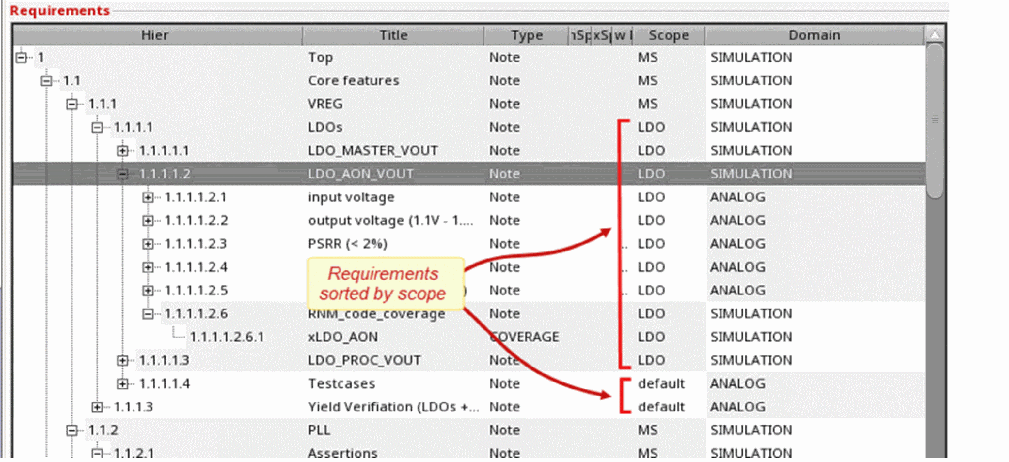 Requirements
Hier Title Type Scope Domain
1 Top Note MS SIMULATION
1.1 Core features Note MS SIMULATION
1.1.1 VREG Note MS SIMULATION
1.1.1.1 LDOs Note LDO SIMULATION
1.1.1.1.1 LDO_MASTER_VOUT Note LDO SIMULATION
1.1.1.1.2 LDO_AON_VOUT Note LDO SIMULATION
1.1.1.1.2.1 input voltage Note LDO ANALOG
1.1.1.1.2.2 output voltage (1.1V - 1.... Note LDO ANALOG
1.1.1.1.2.3 PSRR (< 2%) Note .. LDO ANALOG
1.1.1.1.2.4 Note .. LDO ANALOG
1.1.1.1.2.5 ) Note .. LDO ANALOG
Requirements
sorted by scope
1.1.1.1.2.6 RNM_code_coverage Note LDO SIMULATION
1.1.1.1.2.6.1 xLDO_AON COVERAGE LDO SIMULATION
1.1.1.1.3 LDO_PROC_VOUT Note LDO SIMULATION
1.1.1.1.4 Testcases Note default ANALOG
1.1.1.3 Yield Verifiation (LDOs +... Note default ANALOG
1.1.2 PLL Note MS SIMULATION
1.1.2.1 Assertions Note MS SIMULATION